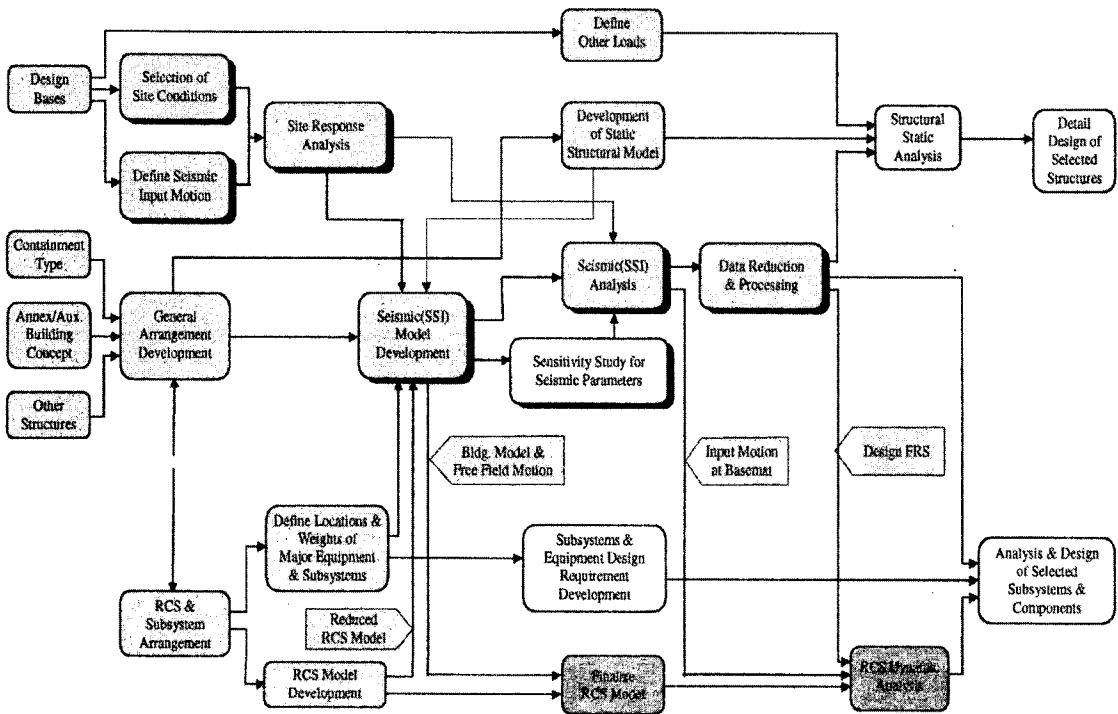 Define
Other Loads
Design
Bases
Selection of
Site Conditions
Site Response
Analysis
Development
of Static
Structural Model
Structural
Static
Analysis
Detail
Design of
Selected
Structures
Define Seismic
Input Motion
Containment
Type
Annex/Aux.
Building
Concept
Other
Structures
General
Arrangement
Development
Seismic(SSI)
Model
Development
Seismic(SSI)
Analysis
Data Reduction
& Processing
Sensitivity Study for
Seismic Parameters
Bldg. Model &
Free Field Motion
Input Motion
at Basemat
Design FRS
Define Locations &
Weights of
Major Equipment
& Subsystems
Subsystems &
Equipment Design
Requirement
Development
Analysis & Design
of Selected
Subsystems &
Components
RCS &
Subsystem
Arrangement
Reduced
RCS Model
RCS Model
Development
Finalize
RCS Model
RCS Dynamic
Analysis